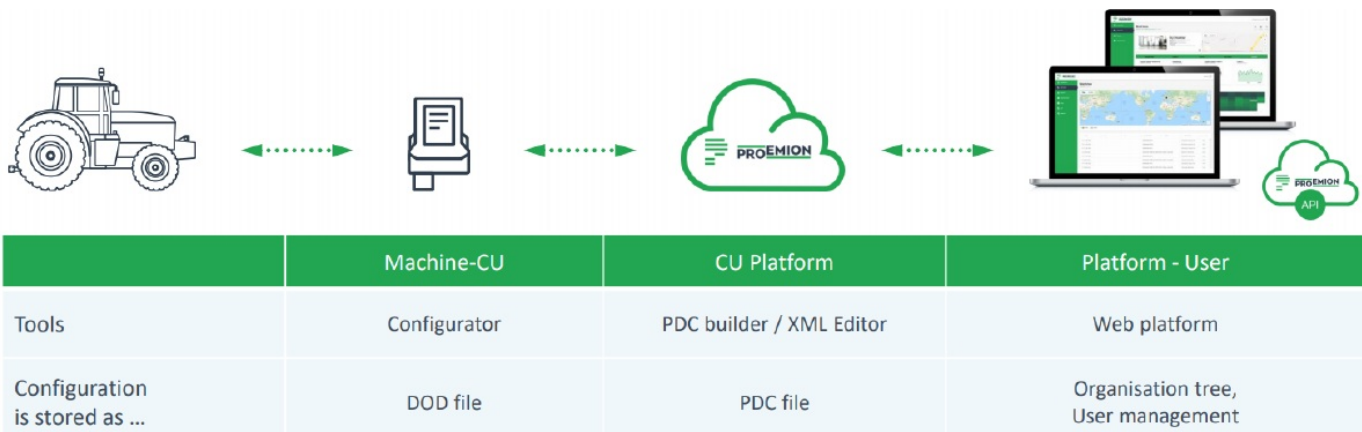 PROEMION
PROEMION
API
Machine-CU CU Platform Platform - User
Tools Configurator PDC builder / XML Editor Web platform
Configuration
is stored as ... DOD file PDC file Organisation tree,
User management